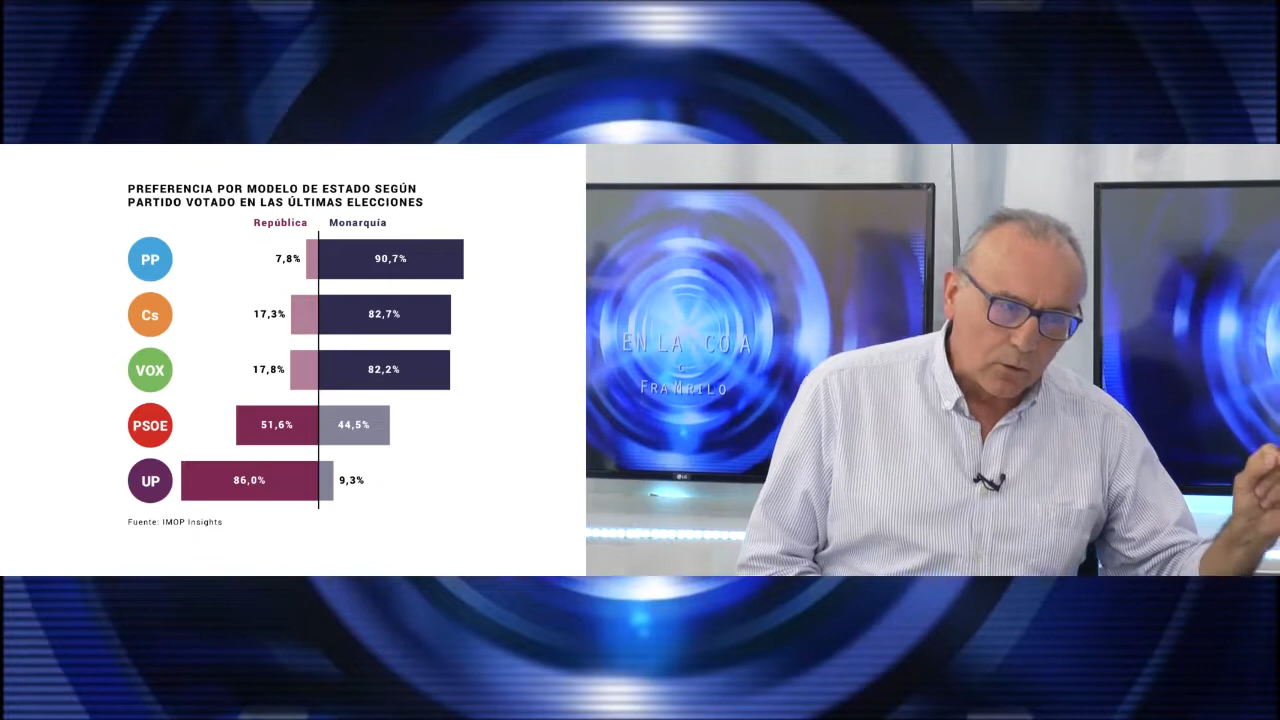 PREFERENCIA POR MODELO DE ESTADO SEGÚN
PARTIDO VOTADO EN LAS ÚLTIMAS ELECCIONES
República Monarquía
PP 7,8% 90,7%
Cs 17,3% 82,7%
VOX 17,8% 82,2%
PSOE 51,6% 44,5%
UP 86,0% 9,3%
Fuente: IMOP Insights
EN LA CO A
LG